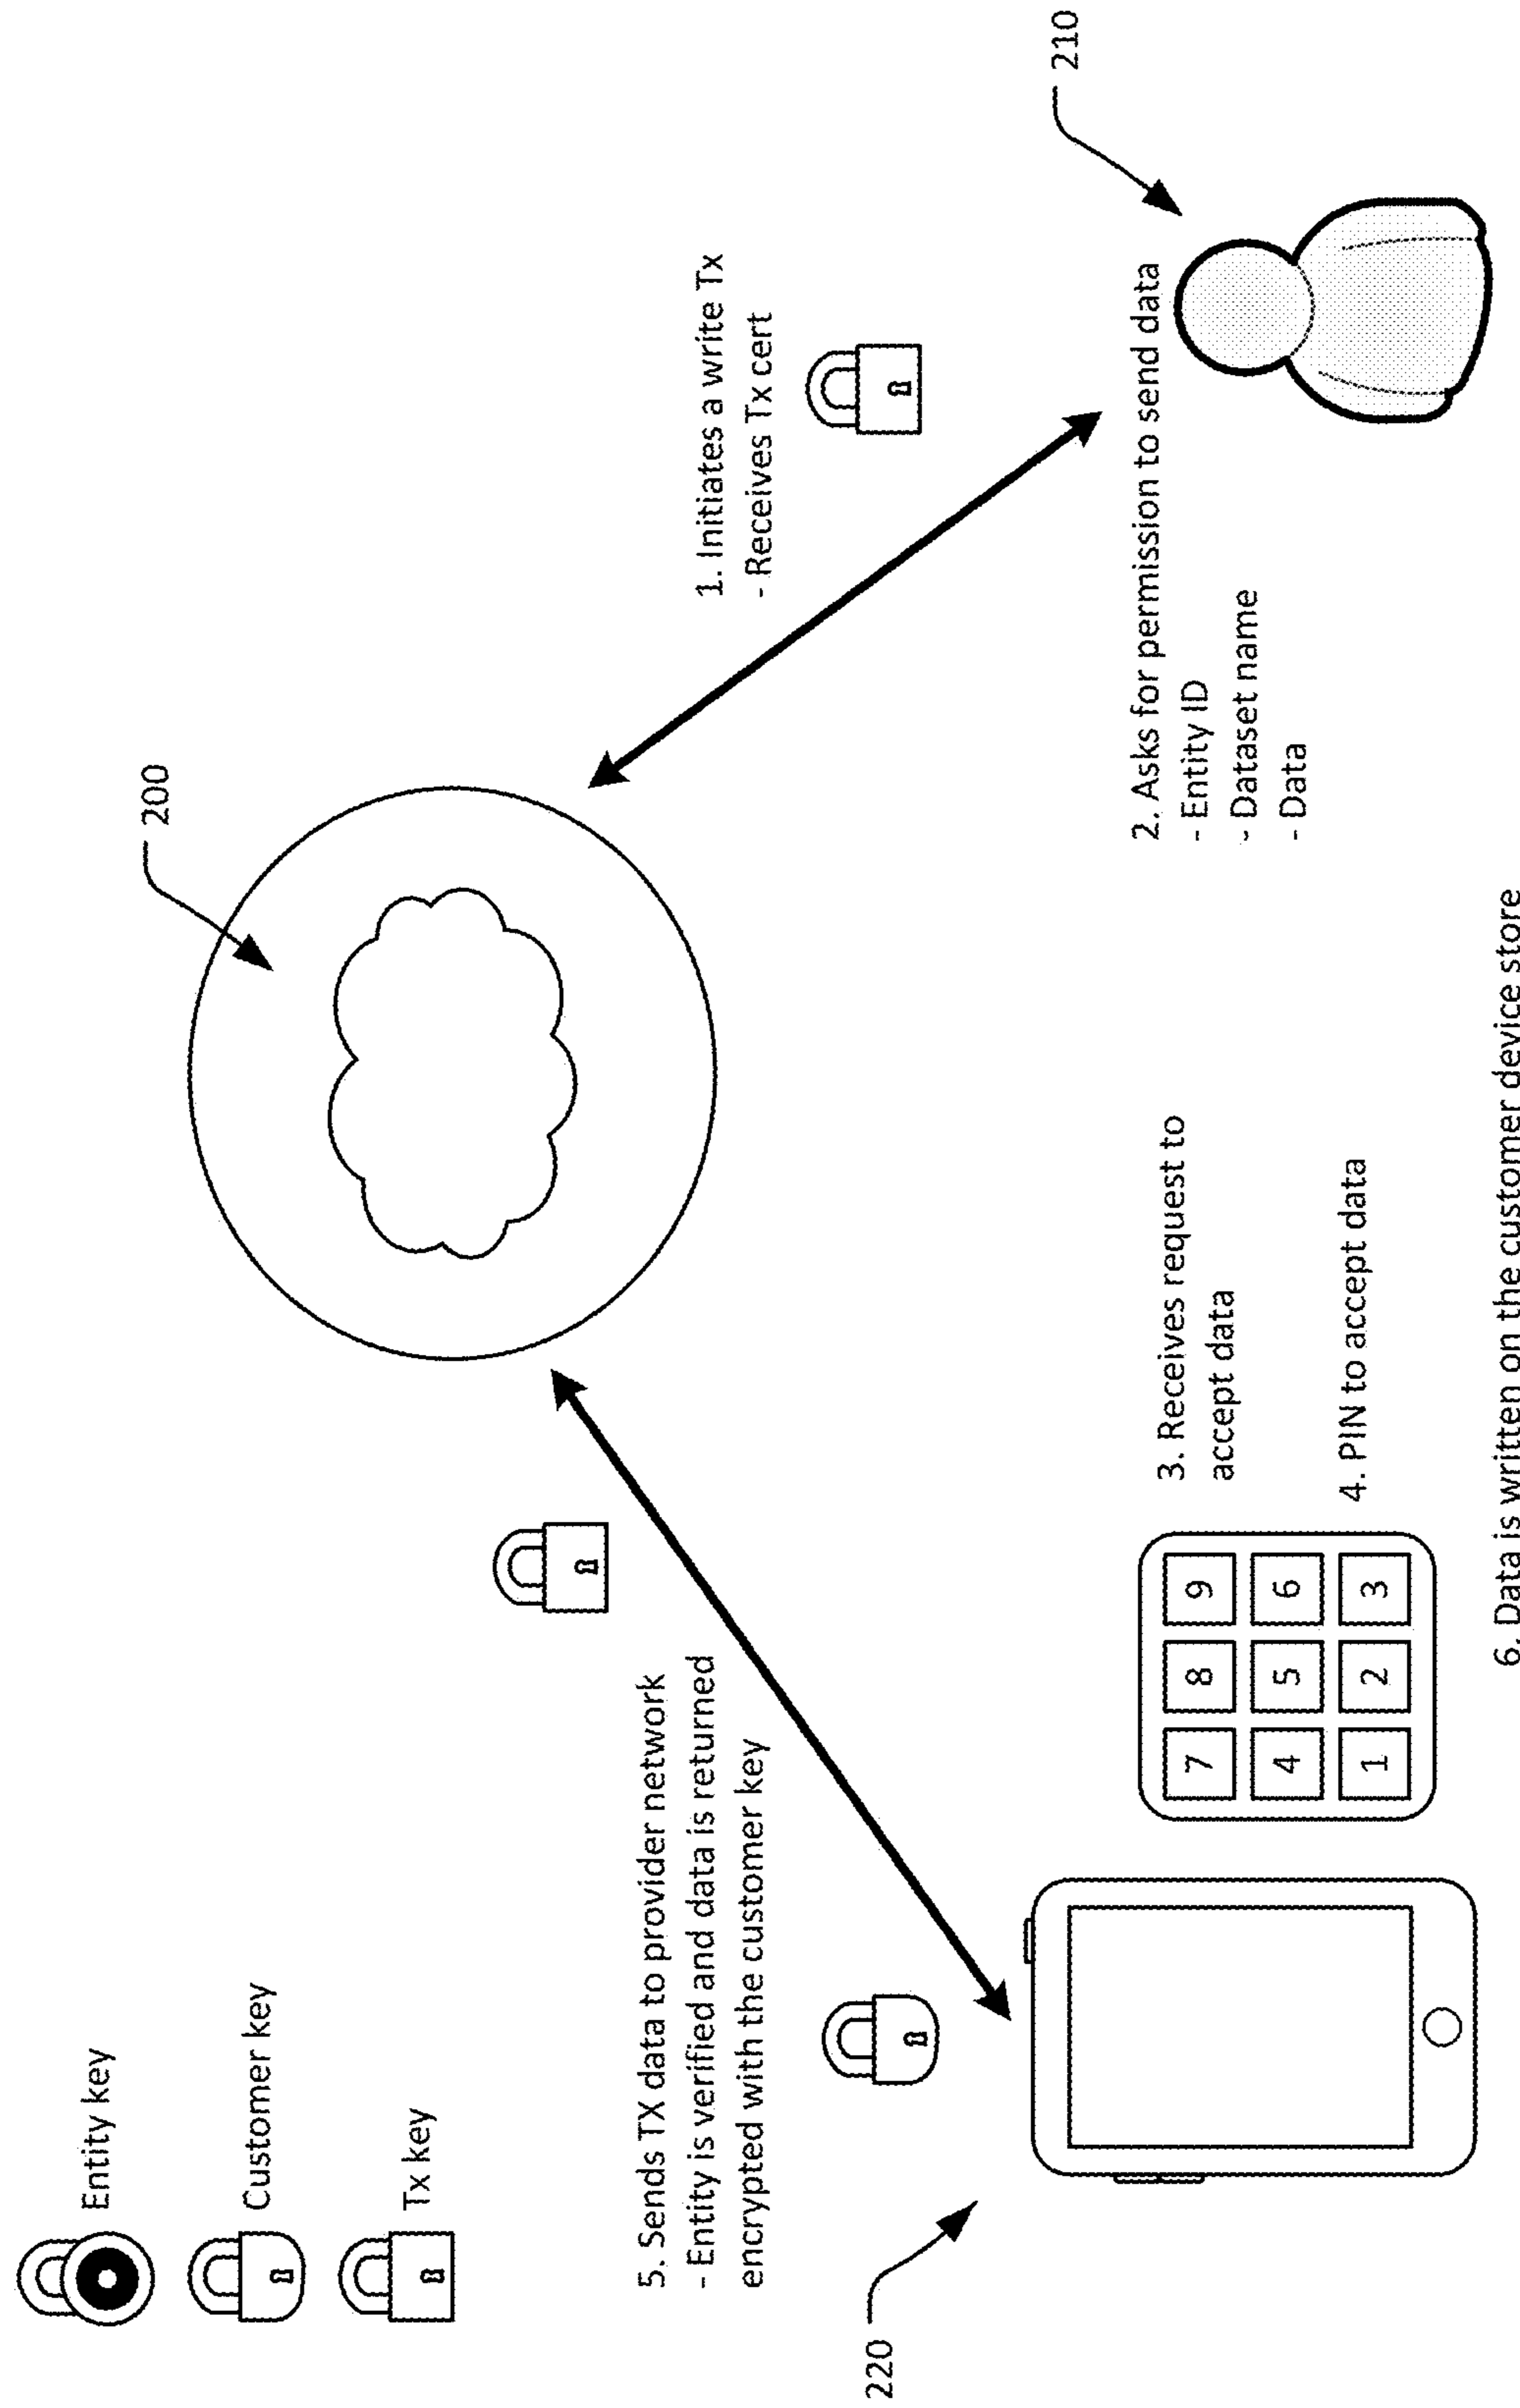 Entity key
Customer key
Tx key
200
1. Initiates a write Tx
- Receives Tx cert
210
2. Asks for permission to send data
- Entity ID
- Dataset name
- Data
5. Sends TX data to provider network
- Entity is verified and data is returned
encrypted with the customer key
220
7 8 9
4 5 6
1 2 3
3. Receives request to
accept data
4. PIN to accept data
6. Data is written on the customer device store